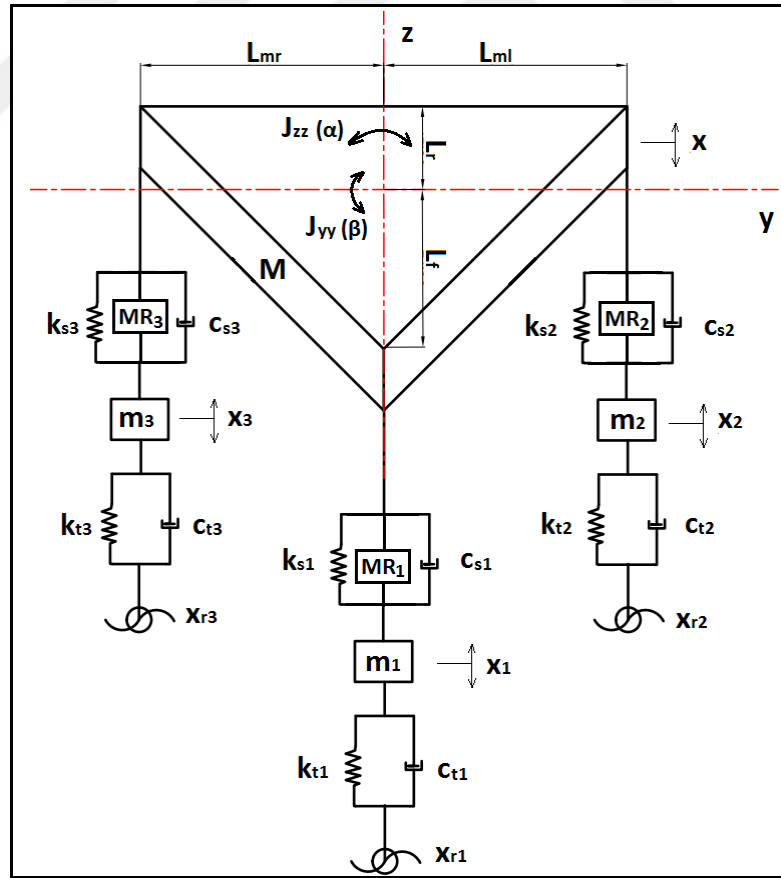 z
Lmr
Lml
Jzz (α)
Lr
x
y
Jyy (β)
Lf
M
ks3
MR3
cs3
ks2
MR2
cs2
m3
x3
m2
x2
kt3
ct3
kt2
ct2
xr3
xr2
ks1
MR1
cs1
m1
x1
kt1
ct1
xr1